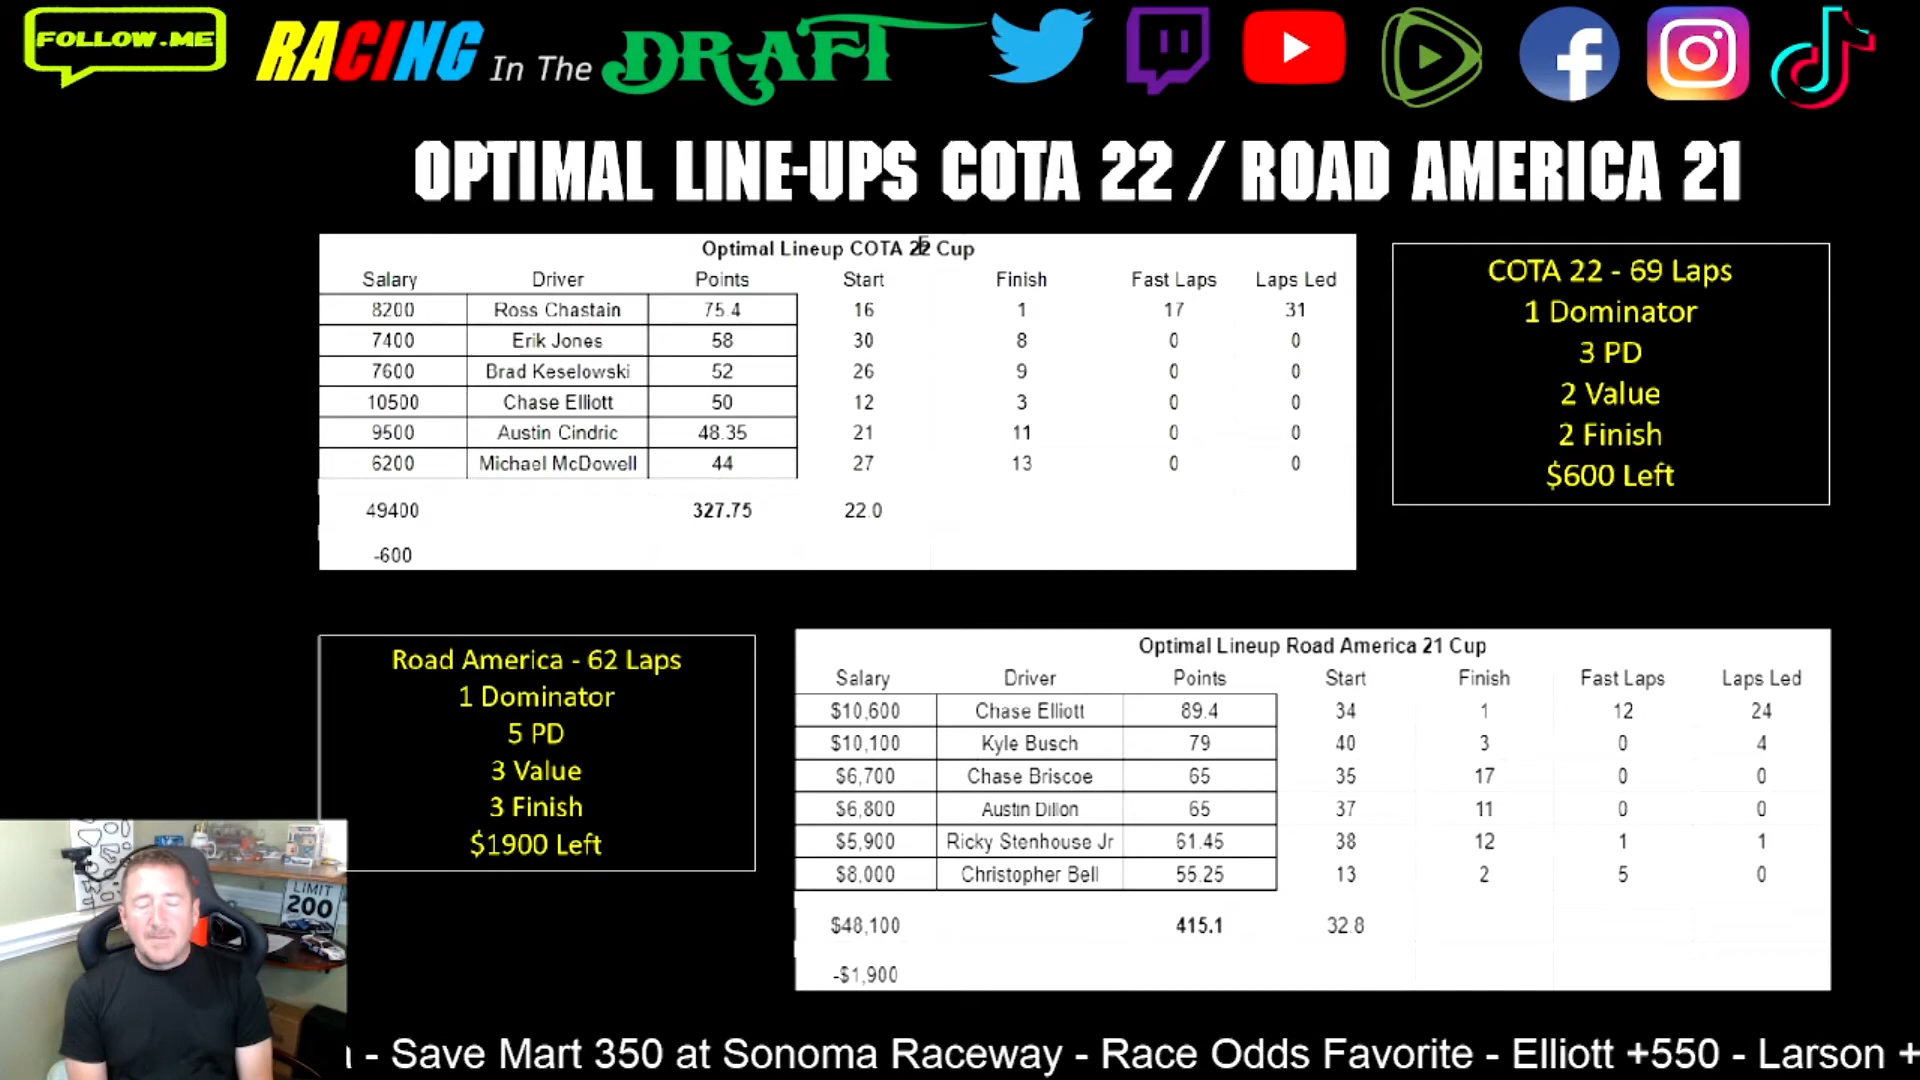 FOLLOW.ME
RACING In The DRAFT
OPTIMAL LINE-UPS COTA 22 / ROAD AMERICA 21
Optimal Lineup COTA 22 Cup
Salary Driver Points Start Finish Fast Laps Laps Led
8200 Ross Chastain 75.4 16 1 17 31
7400 Erik Jones 58 30 8 0 0
7600 Brad Keselowski 52 26 9 0 0
10500 Chase Elliott 50 12 3 0 0
9500 Austin Cindric 48.35 21 11 0 0
6200 Michael McDowell 44 27 13 0 0
49400 327.75 22.0
-600
COTA 22 - 69 Laps
1 Dominator
3 PD
2 Value
2 Finish
$600 Left
Road America - 62 Laps
1 Dominator
5 PD
3 Value
3 Finish
$1900 Left
Optimal Lineup Road America 21 Cup
Salary Driver Points Start Finish Fast Laps Laps Led
$10,600 Chase Elliott 89.4 34 1 12 24
$10,100 Kyle Busch 79 40 3 0 4
$6,700 Chase Briscoe 65 35 17 0 0
$6,800 Austin Dillon 65 37 11 0 0
$5,900 Ricky Stenhouse Jr 61.45 38 12 1 1
$8,000 Christopher Bell 55.25 13 2 5 0
$48,100 415.1 32.8
-$1,900
LIMIT
200
- Save Mart 350 at Sonoma Raceway - Race Odds Favorite - Elliott +550 - Larson +